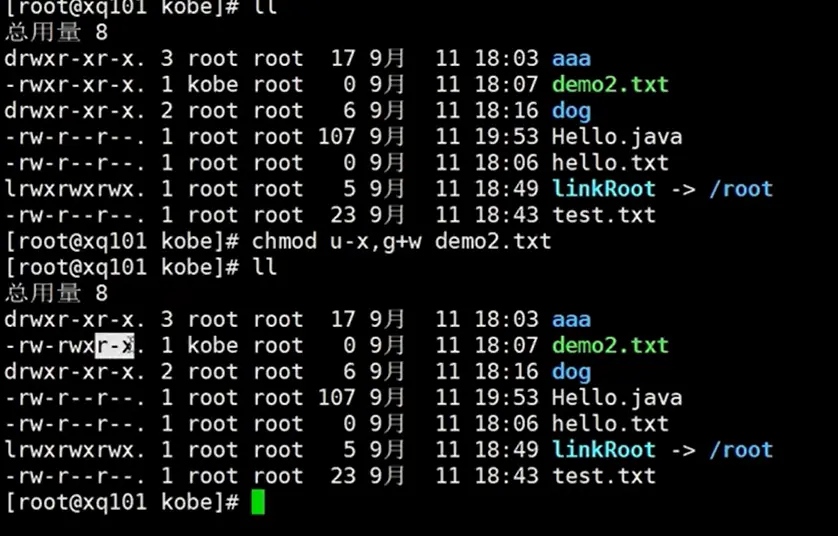 [root@xq101 kobe]# ll
总用量 8
drwxr-xr-x. 3 root root  17 9月  11 18:03 aaa
-rwxr-xr-x. 1 kobe root   0 9月  11 18:07 demo2.txt
drwxr-xr-x. 2 root root   6 9月  11 18:16 dog
-rw-r--r--. 1 root root 107 9月  11 19:53 Hello.java
-rw-r--r--. 1 root root   0 9月  11 18:06 hello.txt
lrwxrwxrwx. 1 root root   5 9月  11 18:49 linkRoot -> /root
-rw-r--r--. 1 root root  23 9月  11 18:43 test.txt
[root@xq101 kobe]# chmod u-x,g+w demo2.txt
[root@xq101 kobe]# ll
总用量 8
drwxr-xr-x. 3 root root  17 9月  11 18:03 aaa
-rw-rwxr-x. 1 kobe root   0 9月  11 18:07 demo2.txt
drwxr-xr-x. 2 root root   6 9月  11 18:16 dog
-rw-r--r--. 1 root root 107 9月  11 19:53 Hello.java
-rw-r--r--. 1 root root   0 9月  11 18:06 hello.txt
lrwxrwxrwx. 1 root root   5 9月  11 18:49 linkRoot -> /root
-rw-r--r--. 1 root root  23 9月  11 18:43 test.txt
[root@xq101 kobe]#